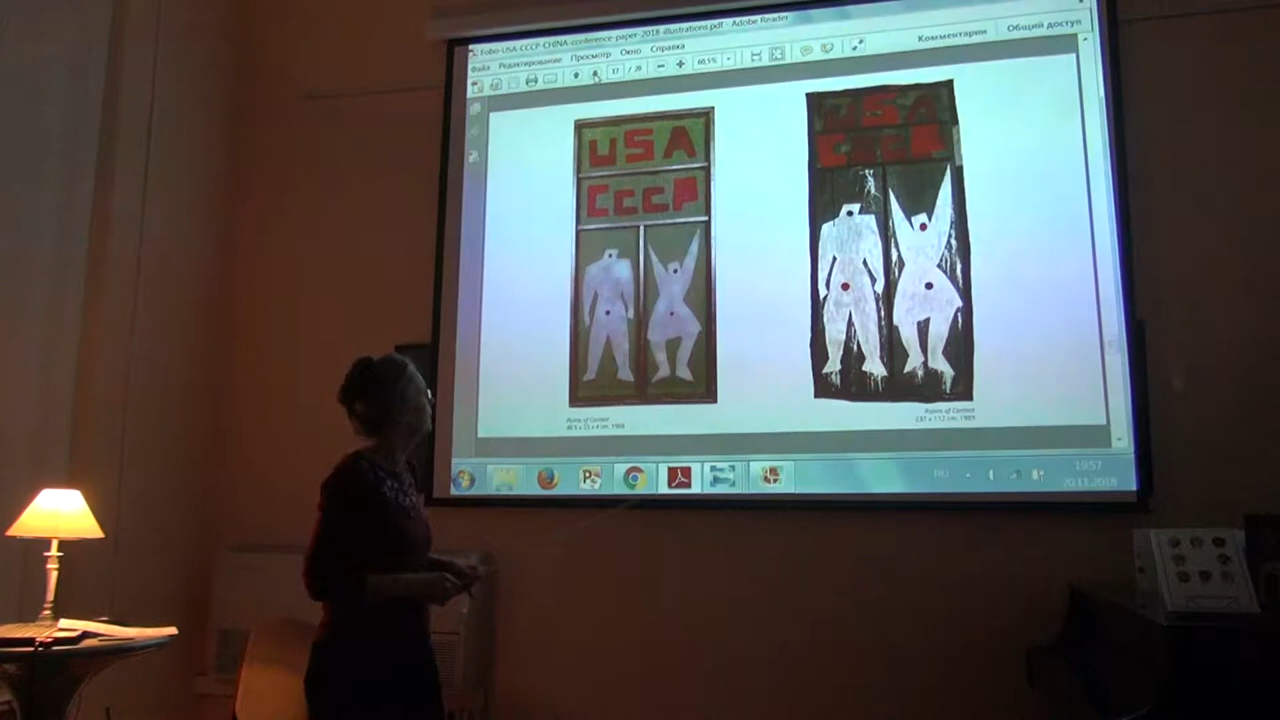 Fobo-USA-CCCP-CHINA-conference-paper-2018-illustrations.pdf - Adobe Reader
Файл Редактирование Просмотр Окно Справка
17 / 26 60,5% Комментарии Общий доступ
USA
CCCP
USA
CCCP
Points of Contact
Points of Contact
RU
19:57
20.11.2018